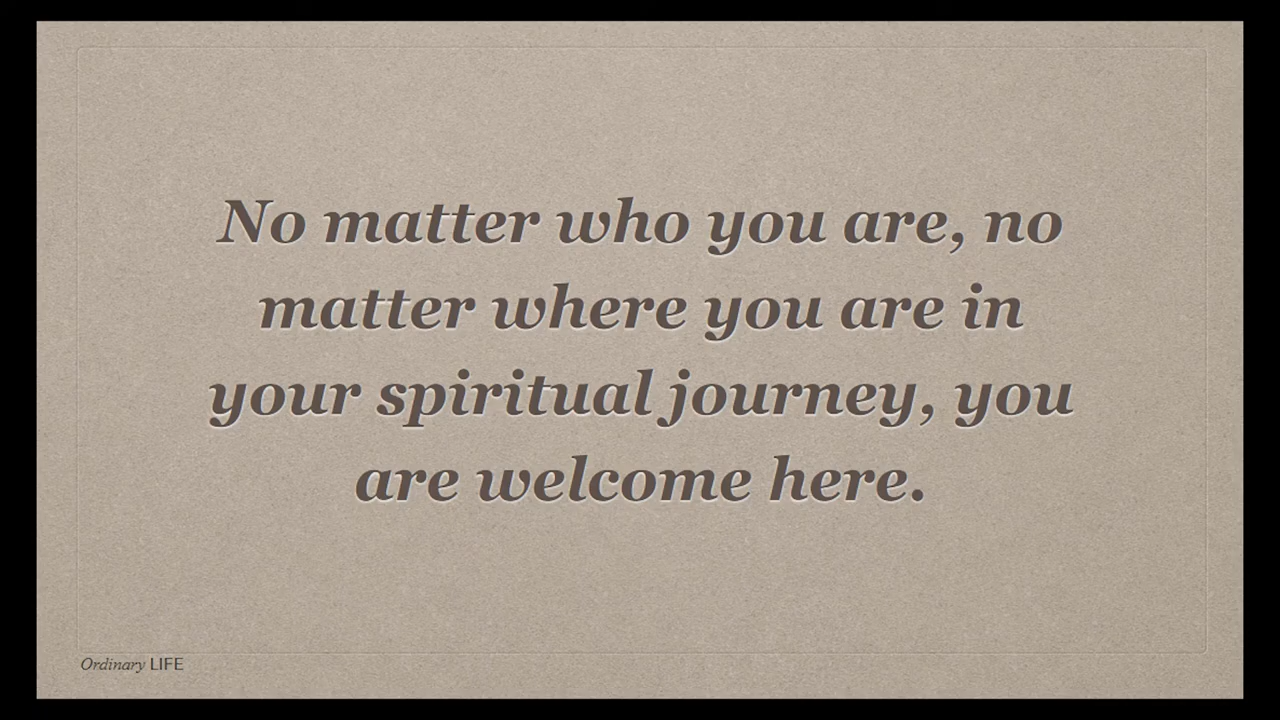 No matter who you are, no
matter where you are in
your spiritual journey, you
are welcome here.
Ordinary LIFE